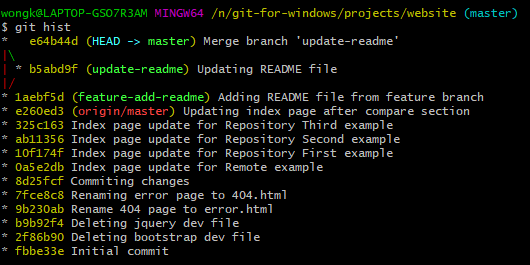 wongk@LAPTOP-GSO7R3AM MINGW64 /n/git-for-windows/projects/website (master)
$ git hist
*   e64b44d (HEAD -> master) Merge branch 'update-readme'
|\
| * b5abd9f (update-readme) Updating README file
|/
* 1aebf5d (feature-add-readme) Adding README file from feature branch
* e260ed3 (origin/master) Updating index page after compare section
* 325c163 Index page update for Repository Third example
* ab11356 Index page update for Repository Second example
* 10f174f Index page update for Repository First example
* 0a5e2db Index page update for Remote example
* 8d25fcf Commiting changes
* 7fce8c8 Renaming error page to 404.html
* 9b230ab Rename 404 page to error.html
* b9b92f4 Deleting jquery dev file
* 2f86b90 Deleting bootstrap dev file
* fbbe33e Initial commit